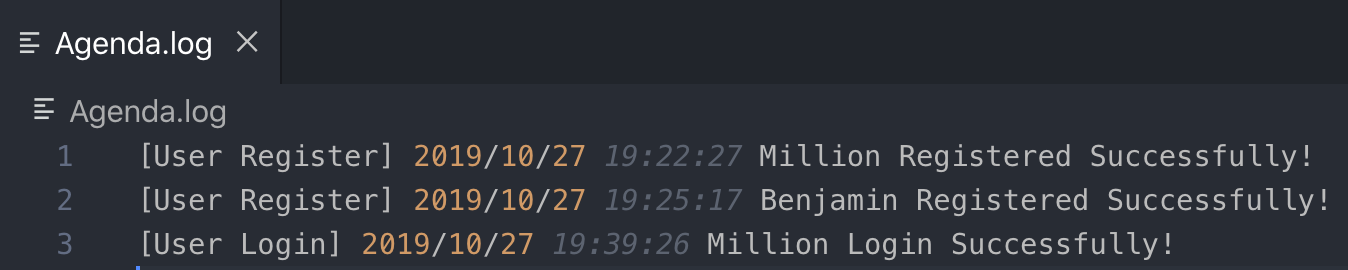 Agenda.log
Agenda.log
1 [User Register] 2019/10/27 19:22:27 Million Registered Successfully!
2 [User Register] 2019/10/27 19:25:17 Benjamin Registered Successfully!
3 [User Login] 2019/10/27 19:39:26 Million Login Successfully!